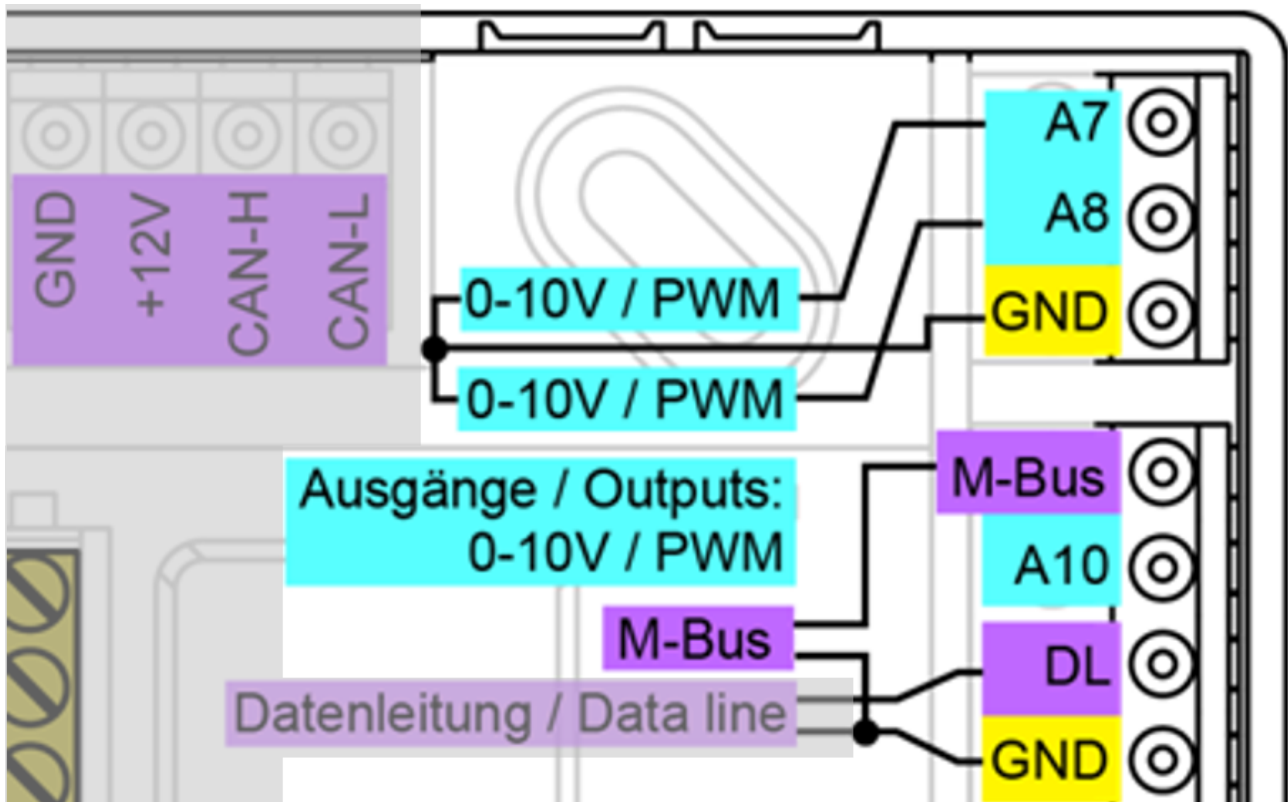 GND
+12V
CAN-H
CAN-L
A7
A8
GND
0-10V / PWM
0-10V / PWM
Ausgänge / Outputs:
0-10V / PWM
M-Bus
A10
DL
GND
M-Bus
Datenleitung / Data line